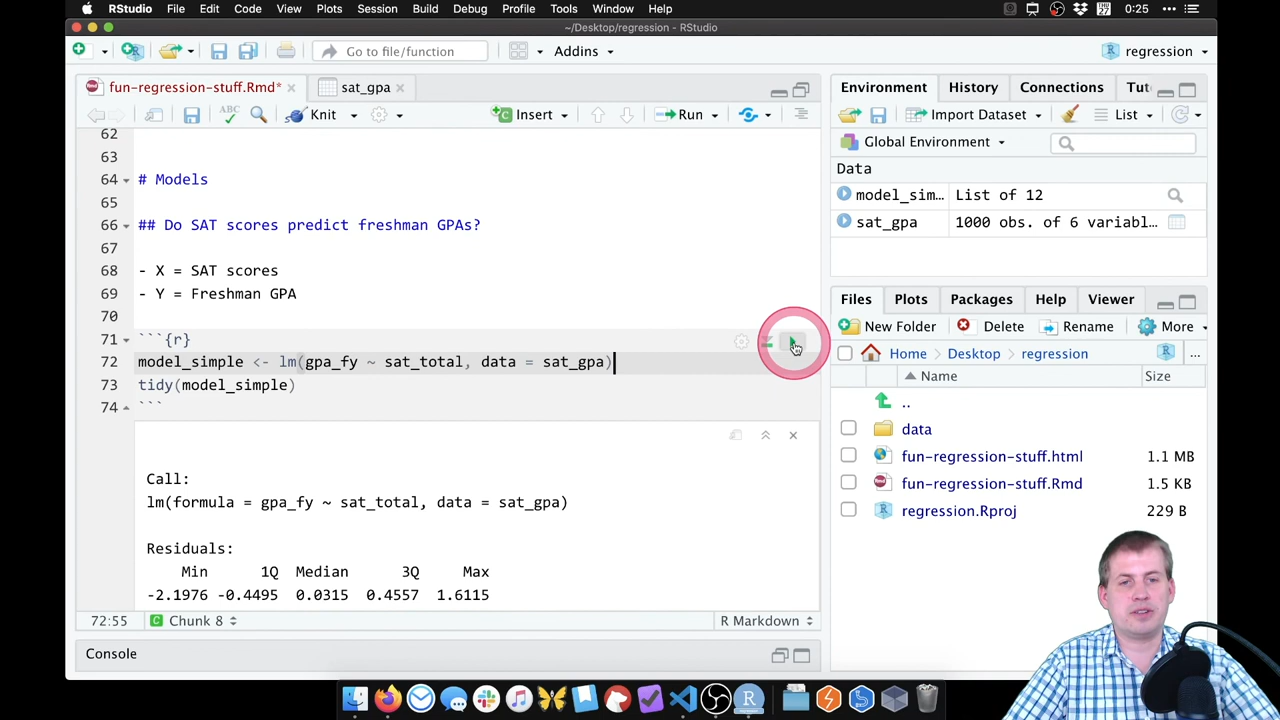 RStudio File Edit Code View Plots Session Build Debug Profile Tools Window Help 0:25
~/Desktop/regression - RStudio
Go to file/function Addins regression
fun-regression-stuff.Rmd* sat_gpa
Knit Insert Run
62
63
64 # Models
65
66 ## Do SAT scores predict freshman GPAs?
67
68 - X = SAT scores
69 - Y = Freshman GPA
70
71 ```{r}
72 model_simple <- lm(gpa_fy ~ sat_total, data = sat_gpa)
73 tidy(model_simple)
74 ```
Call:
lm(formula = gpa_fy ~ sat_total, data = sat_gpa)
Residuals:
Min 1Q Median 3Q Max
-2.1976 -0.4495 0.0315 0.4557 1.6115
72:55 Chunk 8 R Markdown
Console
Environment History Connections Tut
Import Dataset List
Global Environment
Data
model_sim… List of 12
sat_gpa 1000 obs. of 6 variabl…
Files Plots Packages Help Viewer
New Folder Delete Rename More
Home Desktop regression ...
Name Size
..
data
fun-regression-stuff.html 1.1 MB
fun-regression-stuff.Rmd 1.5 KB
regression.Rproj 229 B